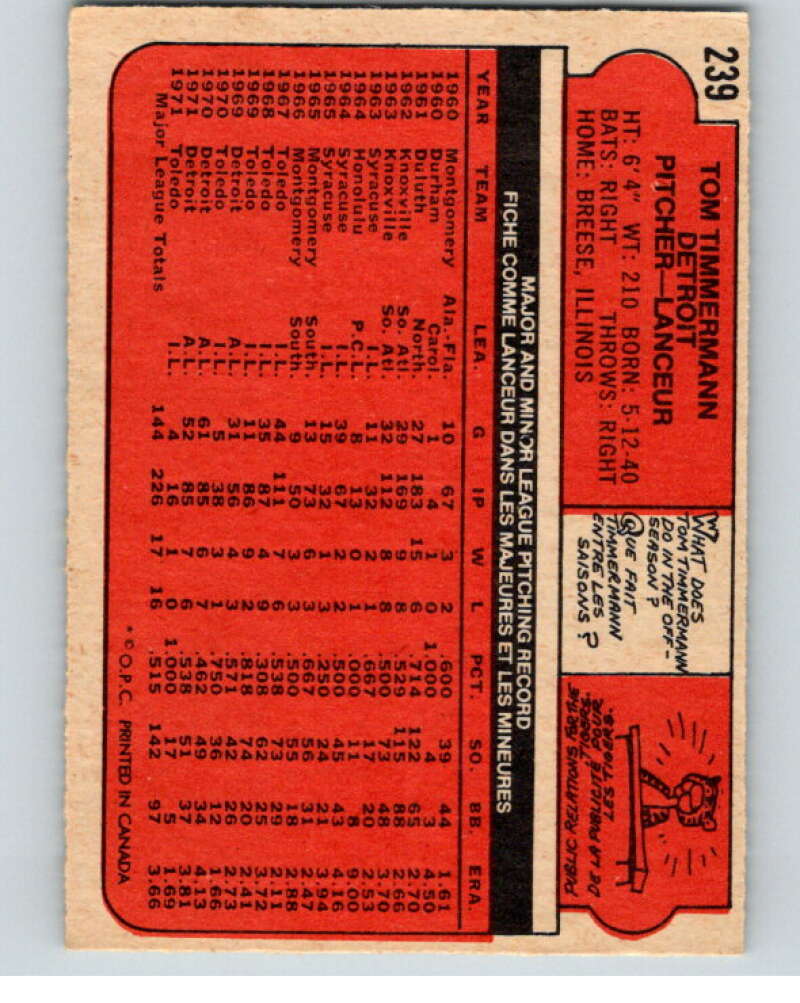 239
TOM TIMMERMANN
DETROIT
PITCHER—LANCEUR
HT: 6'4" WT: 210 BORN: 5-12-40
BATS: RIGHT THROWS: RIGHT
HOME: BREESE, ILLINOIS
WHAT DOES
TOM TIMMERMANN
DO IN THE OFF-
SEASON?
QUE FAIT
TIMMERMANN
ENTRE LES
SAISONS?
PUBLIC RELATIONS FOR THE
TIGERS.
DE LA PUBLICITÉ POUR
LES TIGERS.
MAJOR AND MINOR LEAGUE PITCHING RECORD
FICHE COMME LANCEUR DANS LES MAJEURES ET LES MINEURES
YEAR TEAM LEA. G IP W L PCT. SO. BB. ERA.
1960 Montgomery Ala.-Fla. 10 67 3 2 .600 39 44 1.61
1960 Durham Carol. 1 4 1 0 1.000 4 3 4.50
1961 Duluth North. 27 183 15 6 .714 122 65 2.70
1962 Knoxville So. Atl. 29 169 9 8 .529 115 88 2.66
1963 Knoxville So. Atl. 32 112 8 8 .500 73 48 3.70
1963 Syracuse I.L. 11 32 2 1 .667 17 20 2.53
1964 Honolulu P.C.L. 8 13 0 1 .000 11 8 9.00
1964 Syracuse I.L. 39 67 2 2 .500 45 43 4.16
1965 Syracuse I.L. 15 32 1 3 .250 24 21 3.94
1965 Montgomery South. 13 73 6 3 .667 56 31 2.47
1966 Montgomery South. 9 50 3 3 .500 55 18 2.88
1967 Toledo I.L. 44 111 7 6 .538 73 29 2.11
1968 Toledo I.L. 35 87 4 9 .308 62 25 3.72
1969 Toledo I.L. 11 86 9 2 .818 74 20 2.41
1969 Detroit A.L. 31 56 4 3 .571 42 26 2.73
1970 Toledo I.L. 5 38 3 1 .750 36 12 1.66
1970 Detroit A.L. 61 85 6 7 .462 49 34 4.13
1971 Detroit A.L. 52 85 7 6 .538 51 37 3.81
1971 Toledo I.L. 4 16 1 0 1.000 17 5 1.69
Major League Totals 144 226 17 16 .515 142 97 3.66
* © O.P.C. PRINTED IN CANADA